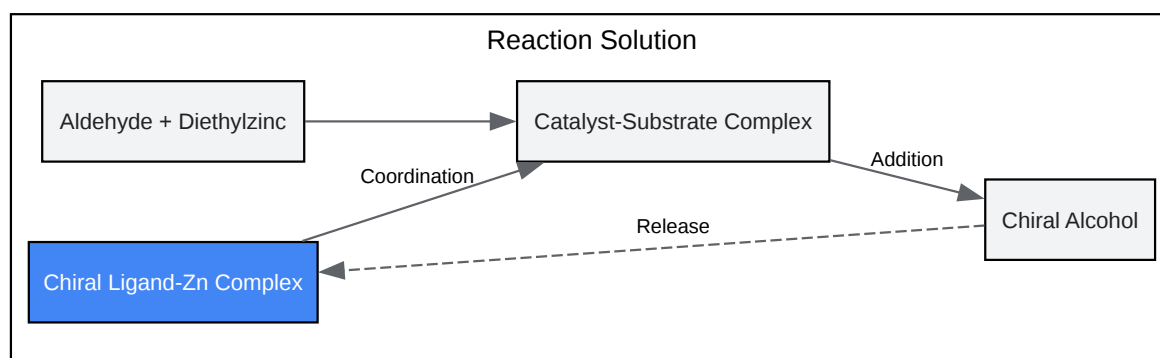 Reaction Solution
Aldehyde + Diethylzinc
Catalyst-Substrate Complex
Addition
Coordination
Chiral Alcohol
Release
Chiral Ligand-Zn Complex